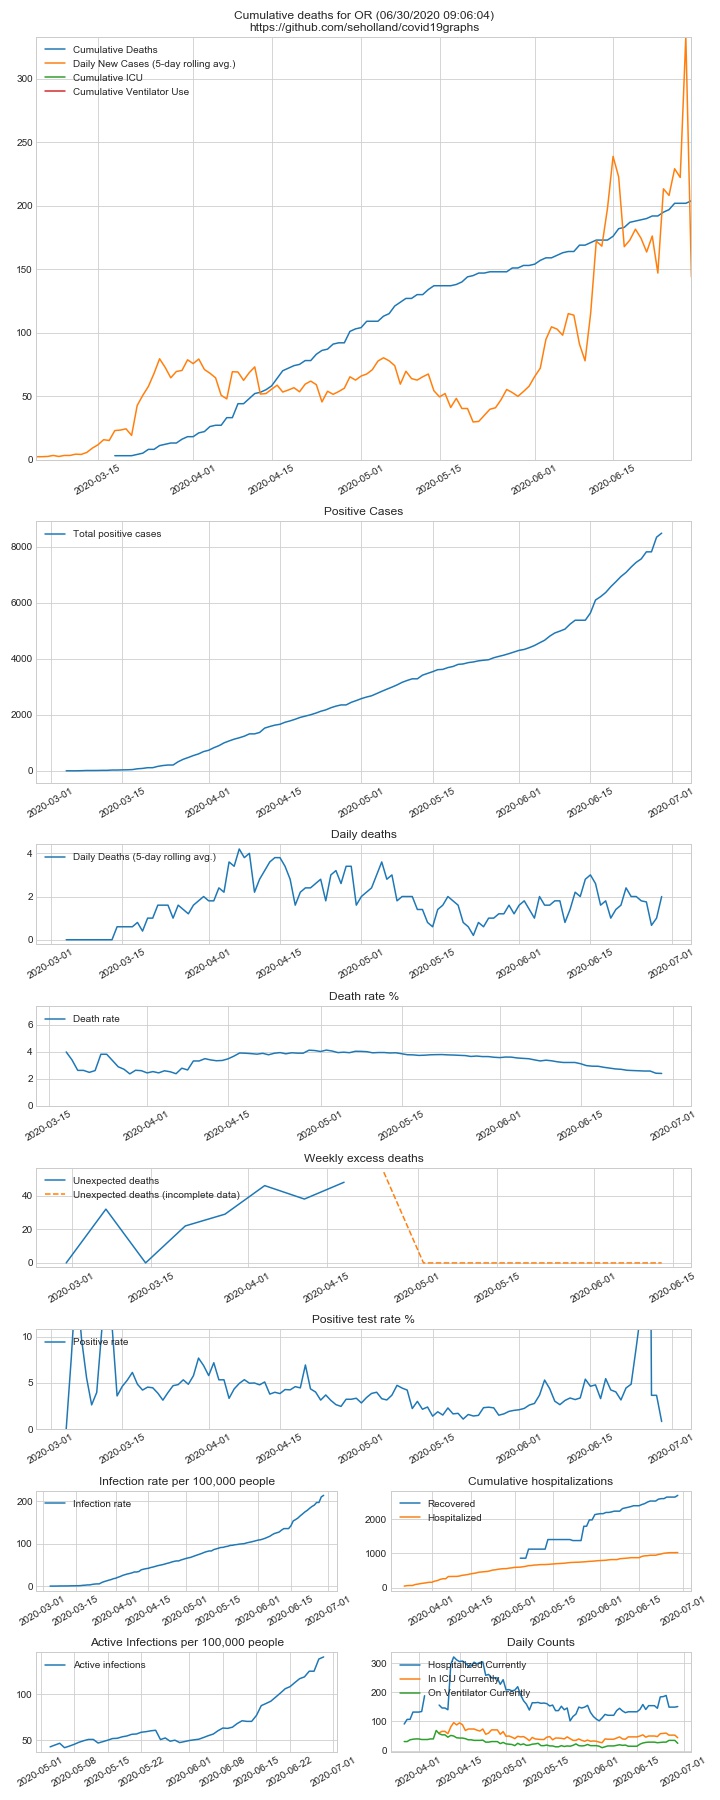 Cumulative deaths for OR (06/30/2020 09:06:04)
https://github.com/seholland/covid19graphs
Cumulative Deaths
Daily New Cases (5-day rolling avg.)
Cumulative ICU
Cumulative Ventilator Use
300
250
200
150
100
50
0
2020-03-15 2020-04-01 2020-04-15 2020-05-01 2020-05-15 2020-06-01 2020-06-15
Positive Cases
Total positive cases
8000
6000
4000
2000
0
2020-03-01 2020-03-15 2020-04-01 2020-04-15 2020-05-01 2020-05-15 2020-06-01 2020-06-15 2020-07-01
Daily deaths
Daily Deaths (5-day rolling avg.)
4
2
0
2020-03-01 2020-03-15 2020-04-01 2020-04-15 2020-05-01 2020-05-15 2020-06-01 2020-06-15 2020-07-01
Death rate %
Death rate
6
4
2
0
2020-03-15 2020-04-01 2020-04-15 2020-05-01 2020-05-15 2020-06-01 2020-06-15 2020-07-01
Weekly excess deaths
Unexpected deaths
Unexpected deaths (incomplete data)
40
20
0
2020-03-01 2020-03-15 2020-04-01 2020-04-15 2020-05-01 2020-05-15 2020-06-01 2020-06-15
Positive test rate %
Positive rate
10
5
0
2020-03-01 2020-03-15 2020-04-01 2020-04-15 2020-05-01 2020-05-15 2020-06-01 2020-06-15 2020-07-01
Infection rate per 100,000 people
Infection rate
200
100
0
2020-03-01 2020-03-15 2020-04-01 2020-04-15 2020-05-01 2020-05-15 2020-06-01 2020-06-15 2020-07-01
Cumulative hospitalizations
Recovered
Hospitalized
2000
1000
0
2020-04-01 2020-04-15 2020-05-01 2020-05-15 2020-06-01 2020-06-15 2020-07-01
Active Infections per 100,000 people
Active infections
100
50
2020-05-01 2020-05-08 2020-05-15 2020-05-22 2020-06-01 2020-06-08 2020-06-15 2020-06-22 2020-07-01
Daily Counts
Hospitalized Currently
In ICU Currently
On Ventilator Currently
300
200
100
0
2020-04-01 2020-04-15 2020-05-01 2020-05-15 2020-06-01 2020-06-15 2020-07-01